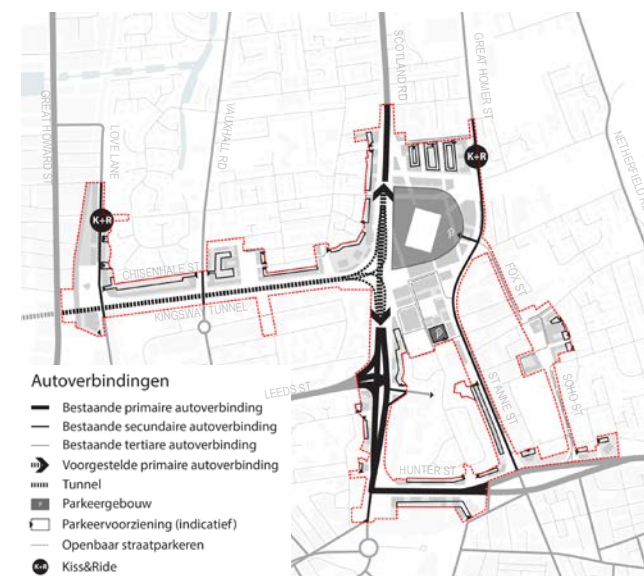 SCOTLAND RD
GREAT HOMER ST
GREAT HOWARD ST
LOVE LANE
VAUXHALL RD
NETHERFIELD
K+R
K+R
CHISENHALE ST
FOX ST
KINGSWAY TUNNEL
LEEDS ST
ST ANNE ST
SOHO ST
HUNTER ST
Autoverbindingen
Bestaande primaire autoverbinding
Bestaande secundaire autoverbinding
Bestaande tertiaire autoverbinding
Voorgestelde primaire autoverbinding
Tunnel
P Parkeergebouw
Parkeervoorziening (indicatief)
Openbaar straatparkeren
K+R Kiss&Ride